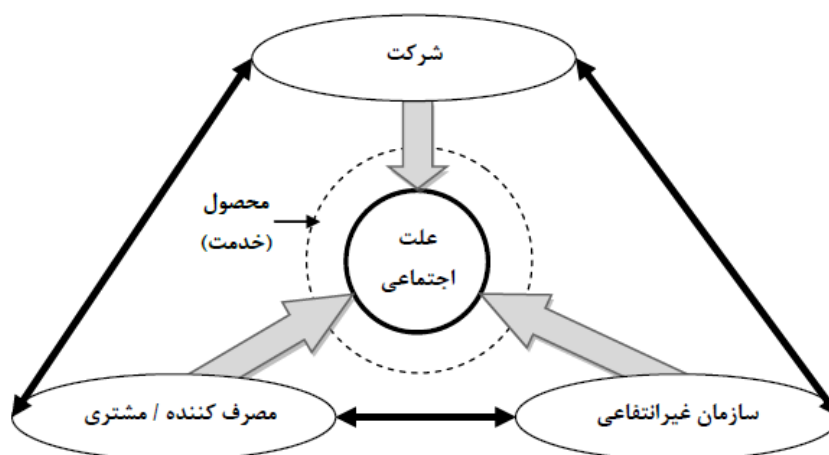 شرکت
محصول
(خدمت)
علت
اجتماعی
مصرف کننده / مشتری
سازمان غیرانتفاعی